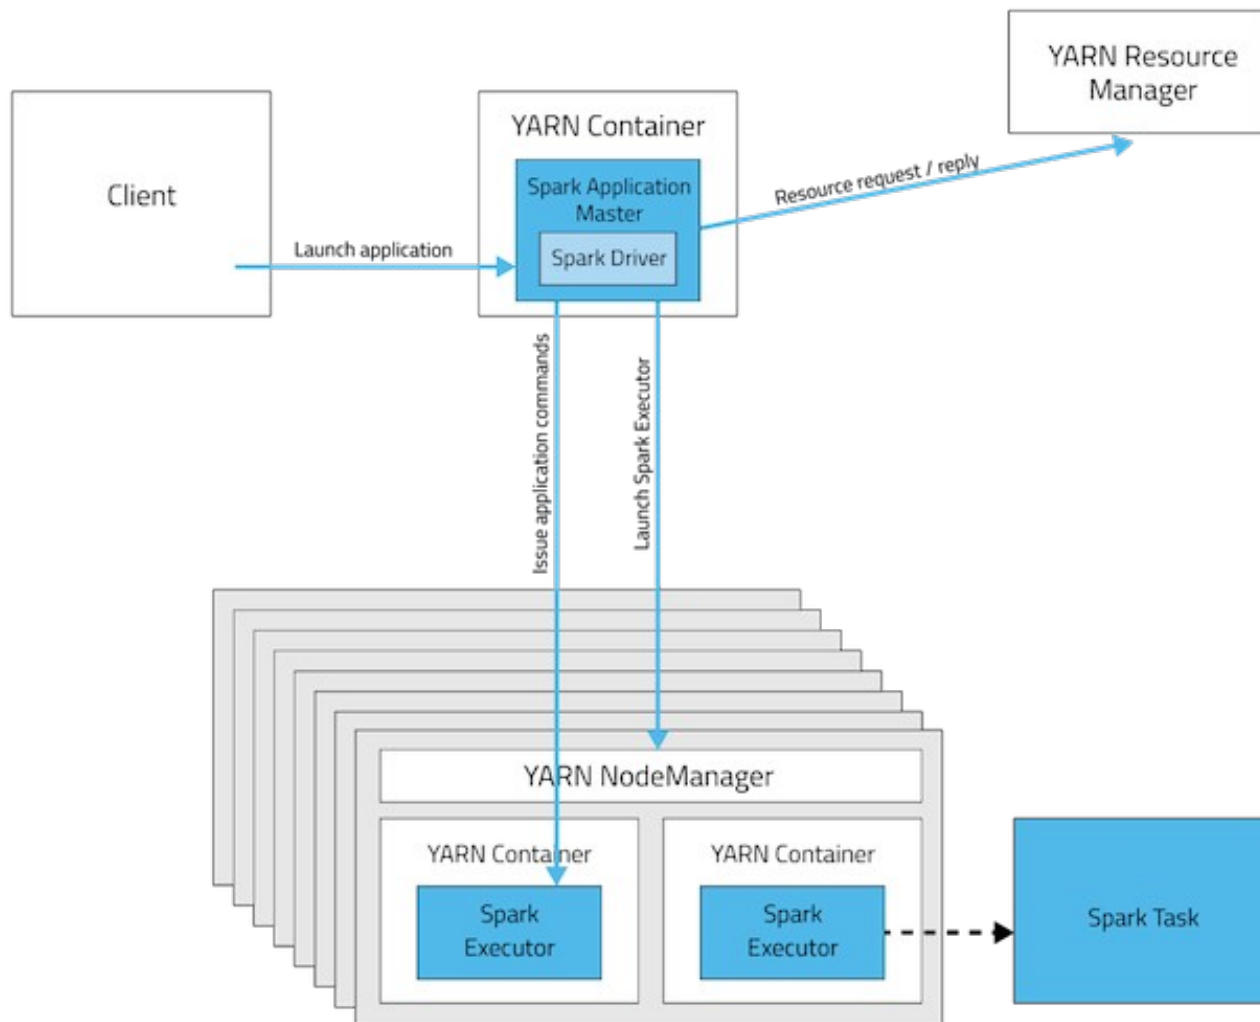 YARN Resource
Manager
YARN Container
Client
Spark Application
Master
Spark Driver
Launch application
Resource request / reply
Issue application commands
Launch Spark Executor
YARN NodeManager
YARN Container
Spark
Executor
YARN Container
Spark
Executor
Spark Task